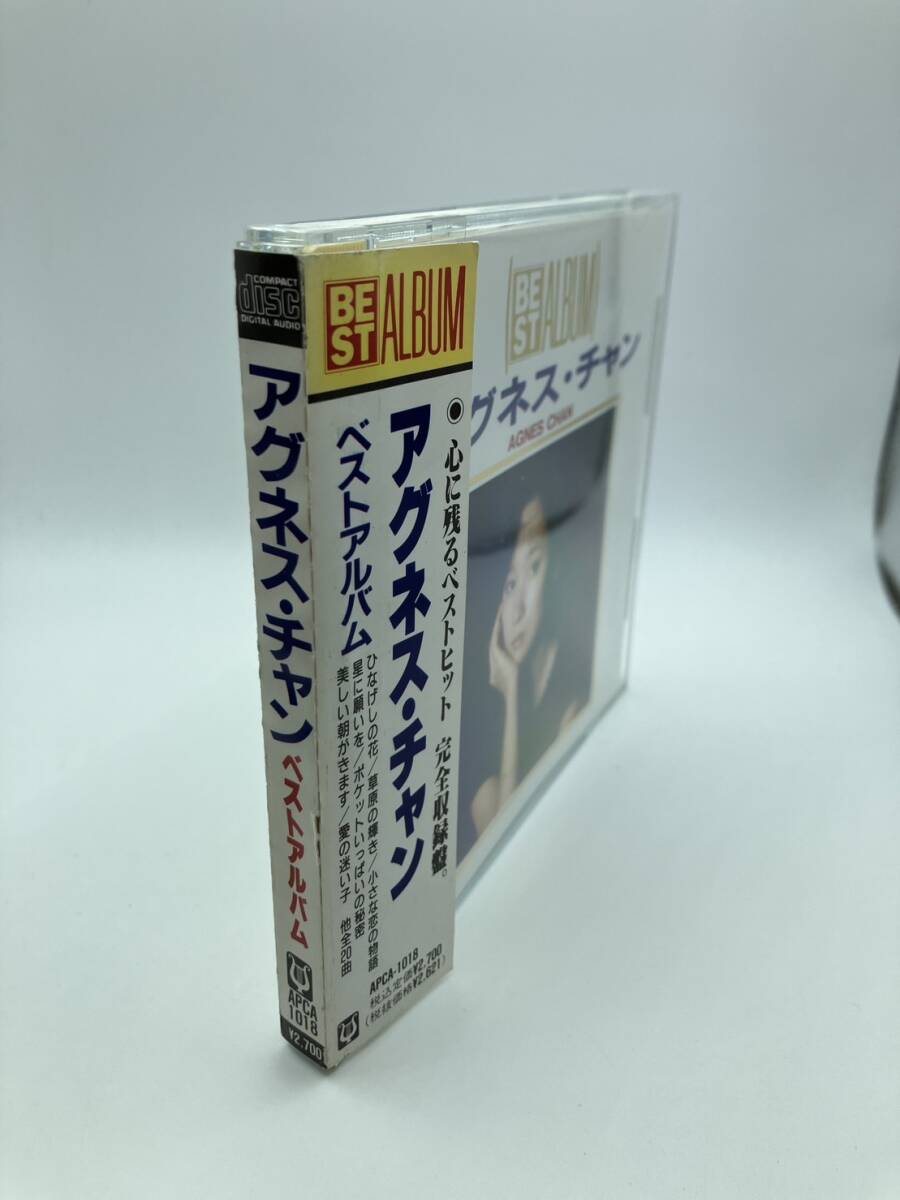 COMPACT
disc
DIGITAL AUDIO
アグネス・チャン
ベストアルバム
APCA
1018
¥2,700
BEST ALBUM
●心に残るベストヒット 完全収録盤。
アグネス・チャン
ベストアルバム
ひなげしの花/草原の輝き/小さな恋の物語
星に願いを/ポケットいっぱいの秘密
美しい朝がきます/愛の迷い子 他全20曲
APCA-1018
税込定価¥2,700
(税抜価格¥2,621)
BEST ALBUM
グネス・チャン
AGNES CHAN